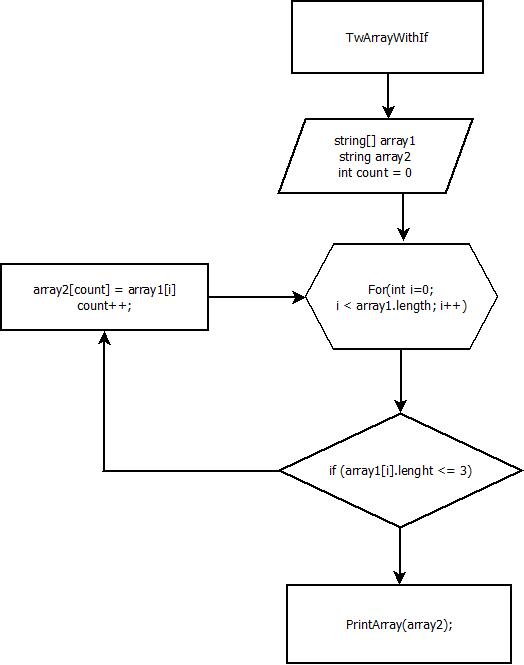 TwArrayWithIf
string[] array1
string array2
int count = 0
array2[count] = array1[i]
count++;
For(int i=0;
i < array1.length; i++)
if (array1[i].lenght <= 3)
PrintArray(array2);